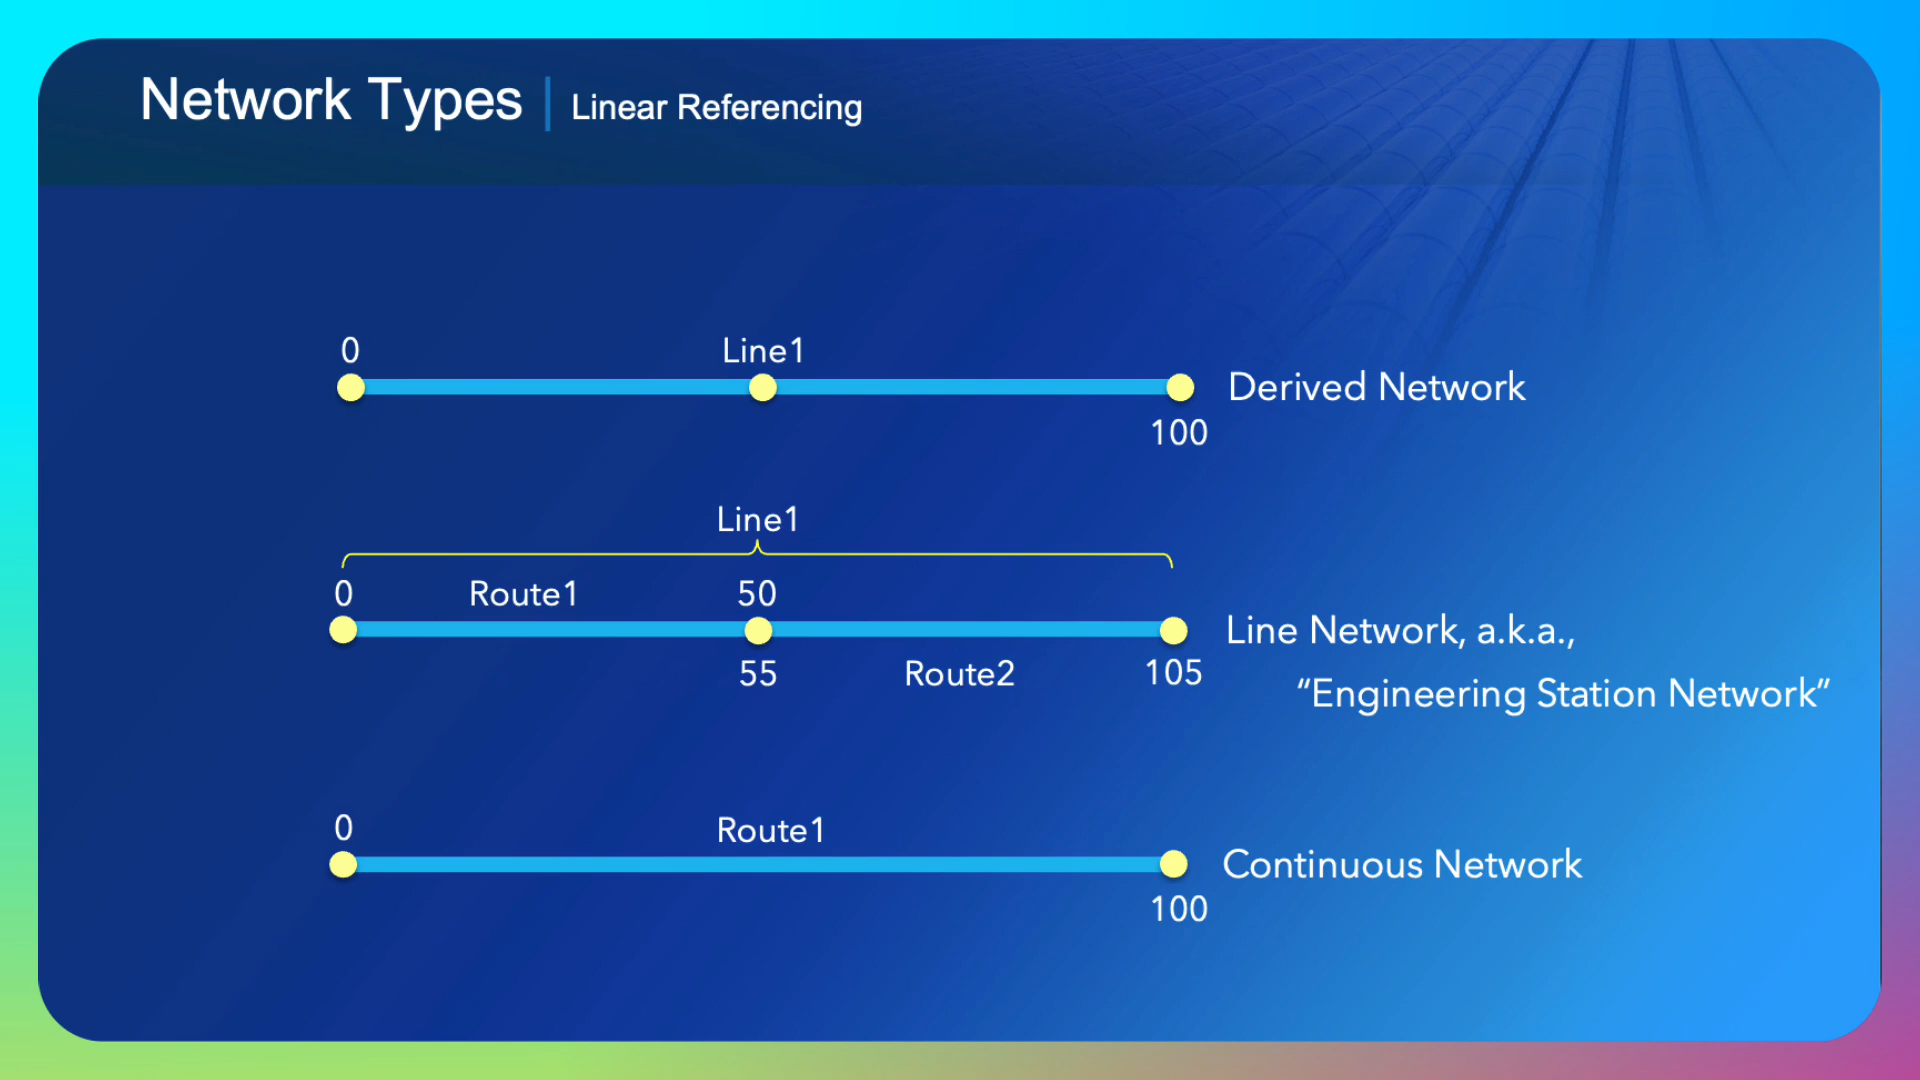 Network Types | Linear Referencing
0 Line1
Derived Network
100
Line1
0 Route1 50
Line Network, a.k.a.,
55 Route2 105
“Engineering Station Network”
0 Route1
Continuous Network
100